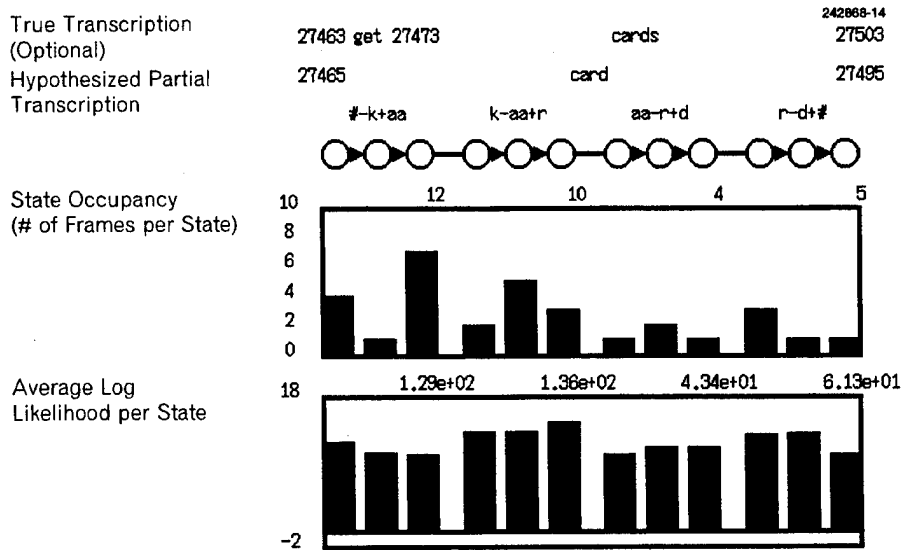 242868-14
True Transcription
(Optional)
27463 get 27473 cards 27503
Hypothesized Partial
Transcription
27465 card 27495
#-k+aa k-aa+r aa-r+d r-d+#
State Occupancy
(# of Frames per State)
12 10 4 5
10
8
6
4
2
0
Average Log
Likelihood per State
1.29e+02 1.36e+02 4.34e+01 6.13e+01
18
-2